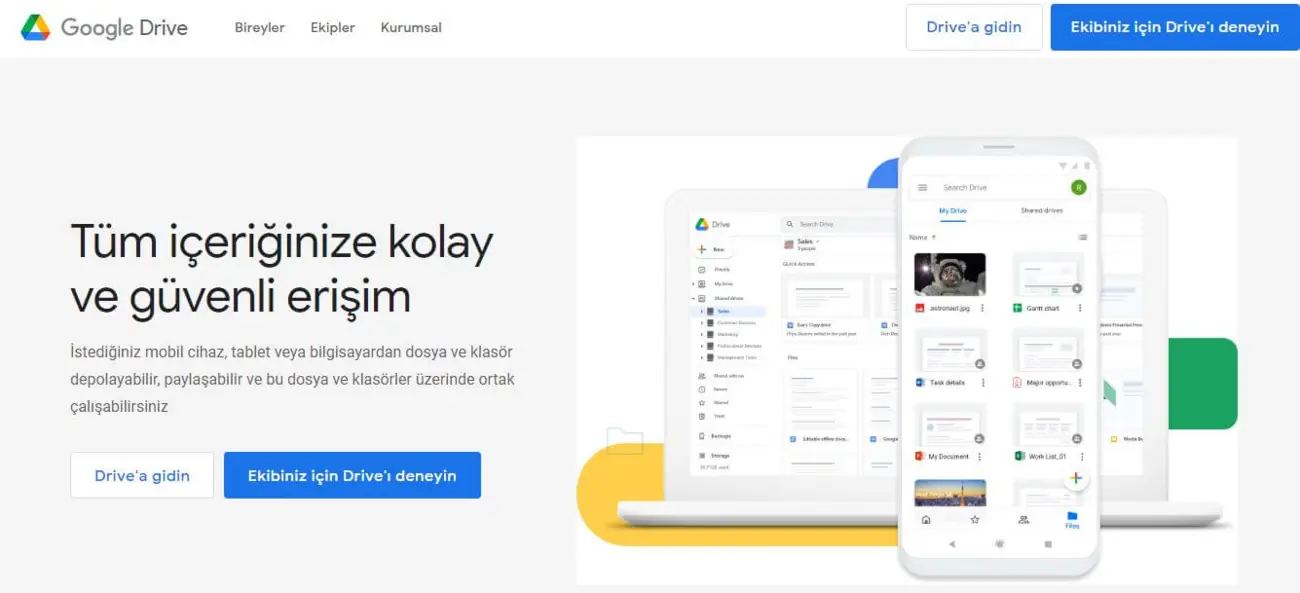 Google Drive
Bireyler
Ekipler
Kurumsal
Drive'a gidin
Ekibiniz için Drive'ı deneyin
Tüm içeriğinize kolay
ve güvenli erişim
İstediğiniz mobil cihaz, tablet veya bilgisayardan dosya ve klasör
depolayabilir, paylaşabilir ve bu dosya ve klasörler üzerinde ortak
çalışabilirsiniz
Drive'a gidin
Ekibiniz için Drive'ı deneyin
Drive
Search Drive
New
Sales
Quick Access
Priority
My Drive
Shared drives
Sales
Files
Shared with me
Recent
Starred
Trash
Backups
Storage
Search Drive
R
My Drive
Shared drives
Name
astronaut.jpg
Gantt chart
Task details
Major opportu...
My Document
Work List_01
Files